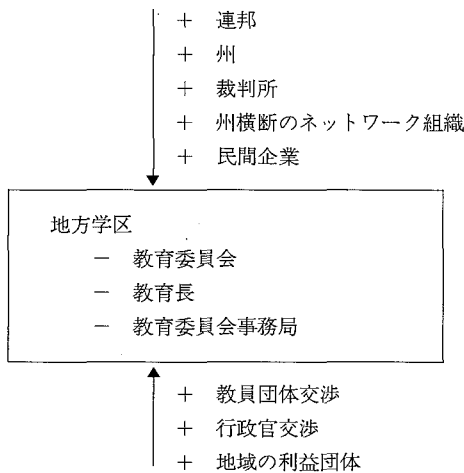 + 連邦
+ 州
+ 裁判所
+ 州横断のネットワーク組織
+ 民間企業
地方学区
− 教育委員会
− 教育長
− 教育委員会事務局
+ 教員団体交渉
+ 行政官交渉
+ 地域の利益団体